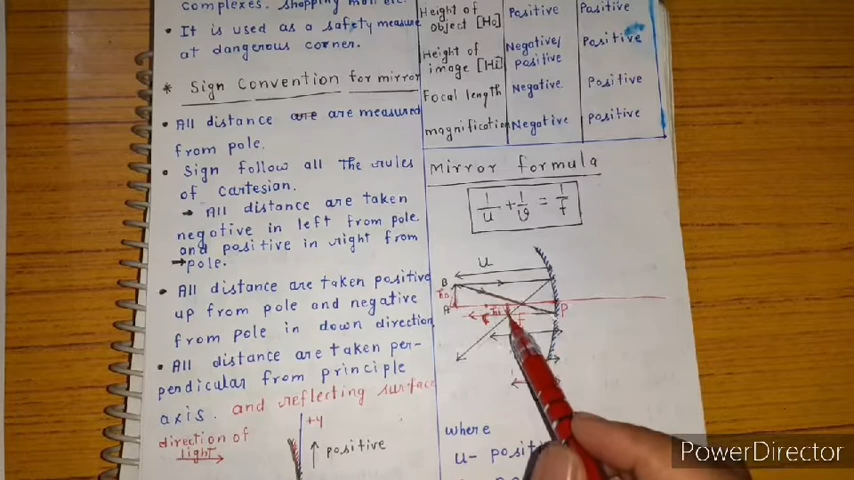 complexes, shopping mall etc.
• It is used as a safety measure
at dangerous corner.
* Sign Convention for mirror
• All distance are are measured
from pole.
• Sign follow all the rules
of cartesian.
→ All distance are taken
negative in left from pole.
and positive in right from
→ pole.
• All distance are taken positive
up from pole and negative
from pole in down direction
• All distance are taken per-
pendicular from principle
axis. and reflecting surface
direction of
light
+y
positive
Height of object [Ho] Positive Positive
Height of image [Hi] Negative/positive Positive
Focal length Negative Positive
magnification Negative positive
Mirror formula
1/u + 1/v = 1/f
u
B
ho
A
hi
P
where
u- positi
PowerDirector